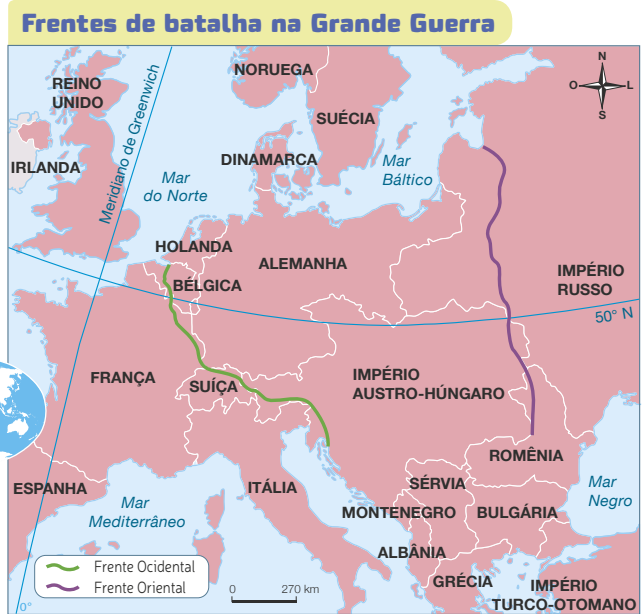 Frentes de batalha na Grande Guerra
NORUEGA
REINO
UNIDO
SUÉCIA
N
O
L
S
IRLANDA
Meridiano de Greenwich
DINAMARCA
Mar
Báltico
Mar
do Norte
HOLANDA
ALEMANHA
BÉLGICA
IMPÉRIO
RUSSO
50° N
FRANÇA
SUÍÇA
IMPÉRIO
AUSTRO-HÚNGARO
ROMÊNIA
ESPANHA
Mar
Mediterrâneo
ITÁLIA
SÉRVIA
Mar
Negro
MONTENEGRO
BULGÁRIA
ALBÂNIA
GRÉCIA
IMPÉRIO
TURCO-OTOMANO
Frente Ocidental
Frente Oriental
0°
0
270 km